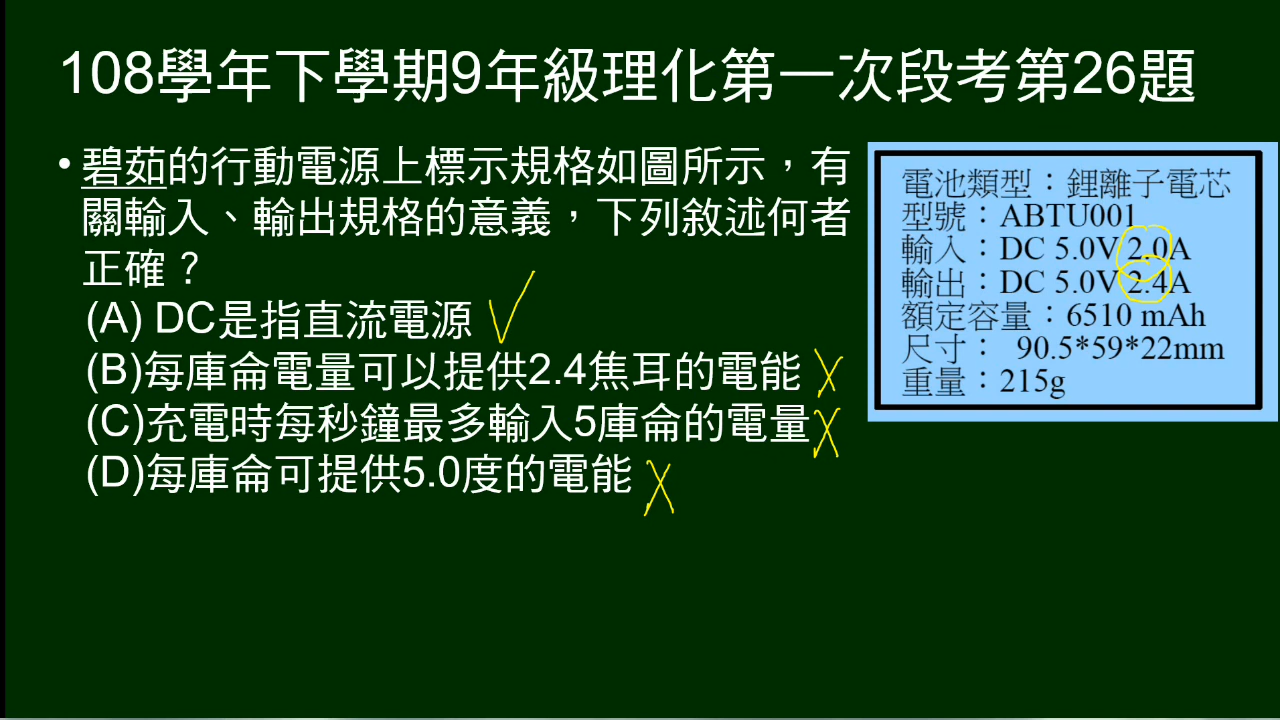 108學年下學期9年級理化第一次段考第26題
• 碧茹的行動電源上標示規格如圖所示，有
關輸入、輸出規格的意義，下列敘述何者
正確？
(A) DC是指直流電源
(B)每庫侖電量可以提供2.4焦耳的電能
(C)充電時每秒鐘最多輸入5庫侖的電量
(D)每庫侖可提供5.0度的電能
電池類型：鋰離子電芯
型號：ABTU001
輸入：DC 5.0V 2.0A
輸出：DC 5.0V 2.4A
額定容量：6510 mAh
尺寸： 90.5*59*22mm
重量：215g